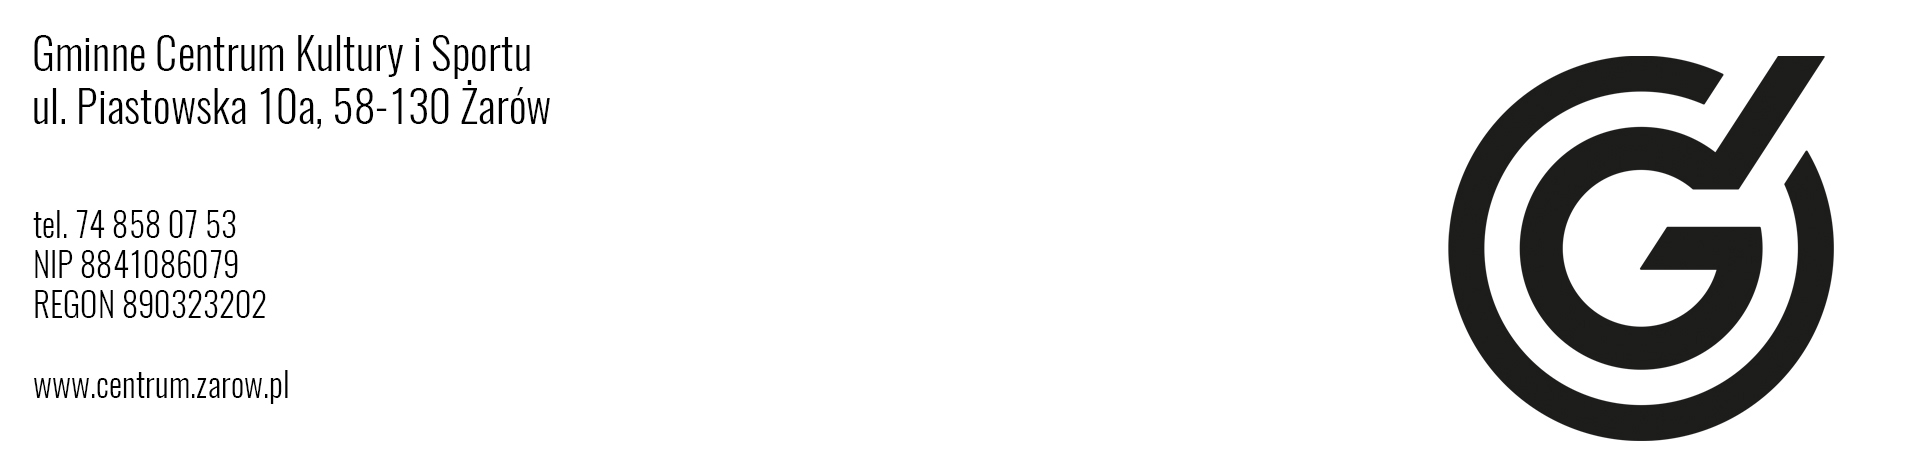 Gminne Centrum Kultury i Sportu
ul. Piastowska 10a, 58-130 Żarów
tel. 74 858 07 53
NIP 8841086079
REGON 890323202
www.centrum.zarow.pl